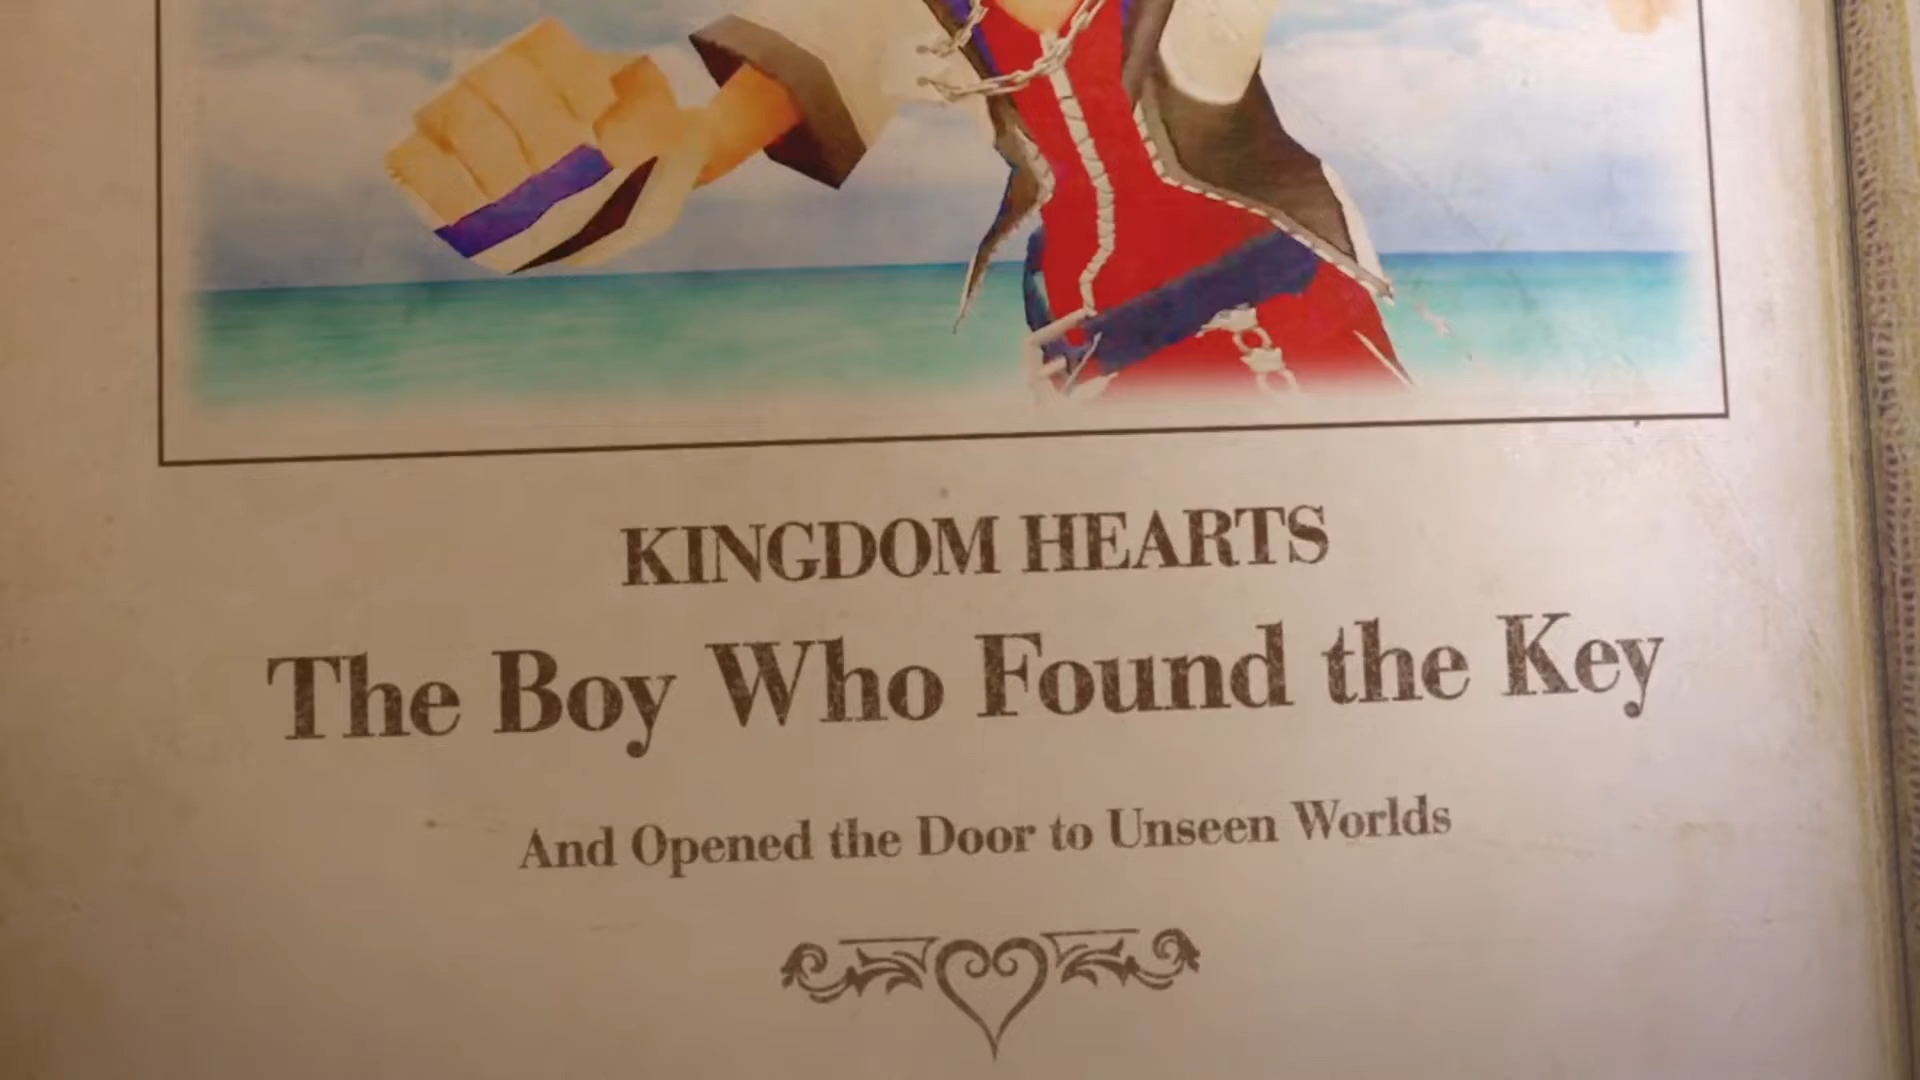 KINGDOM HEARTS
The Boy Who Found the Key
And Opened the Door to Unseen Worlds